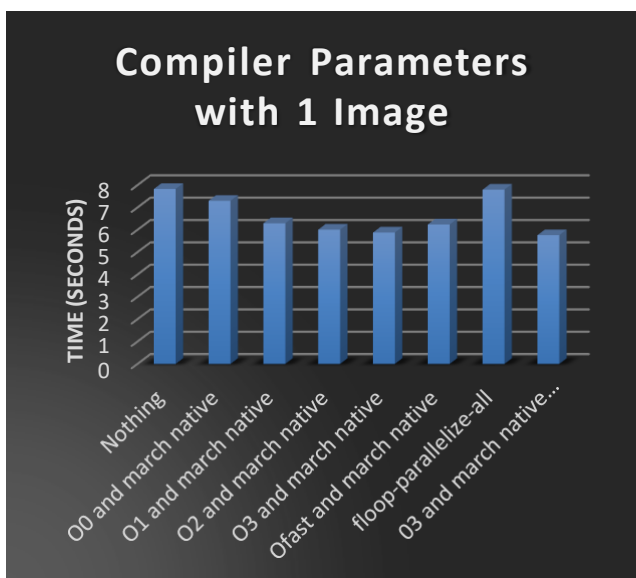 Compiler Parameters
with 1 Image
TIME (SECONDS)
8
7
6
5
4
3
2
1
0
Nothing
O0 and march native
O1 and march native
O2 and march native
O3 and march native
Ofast and march native
floop-parallelize-all
03 and march native...